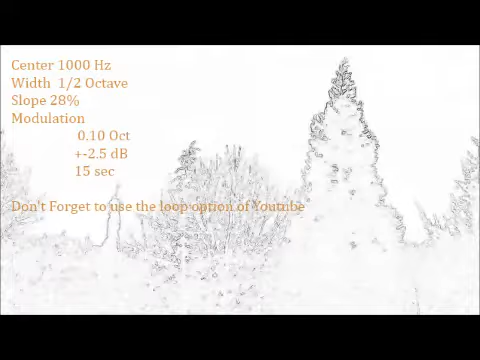 Center 1000 Hz
Width 1/2 Octave
Slope 28%
Modulation
0.10 Oct
+-2.5 dB
15 sec
Don't Forget to use the loop option of Youtube